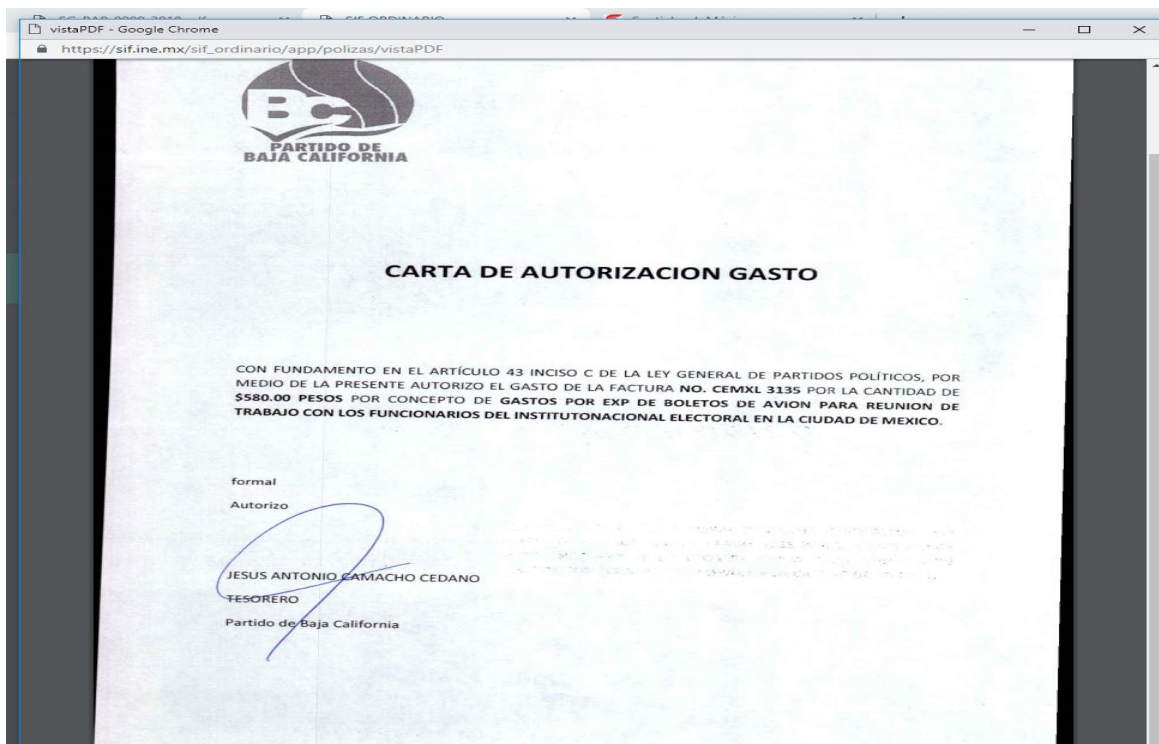 vistaPDF - Google Chrome
https://sif.ine.mx/sif_ordinario/app/polizas/vistaPDF
BC
PARTIDO DE
BAJA CALIFORNIA
CARTA DE AUTORIZACION GASTO
CON FUNDAMENTO EN EL ARTÍCULO 43 INCISO C DE LA LEY GENERAL DE PARTIDOS POLÍTICOS, POR
MEDIO DE LA PRESENTE AUTORIZO EL GASTO DE LA FACTURA NO. CEMXL 3135 POR LA CANTIDAD DE
$580.00 PESOS POR CONCEPTO DE GASTOS POR EXP DE BOLETOS DE AVION PARA REUNION DE
TRABAJO CON LOS FUNCIONARIOS DEL INSTITUTONACIONAL ELECTORAL EN LA CIUDAD DE MEXICO.
formal
Autorizo
JESUS ANTONIO CAMACHO CEDANO
TESORERO
Partido de Baja California